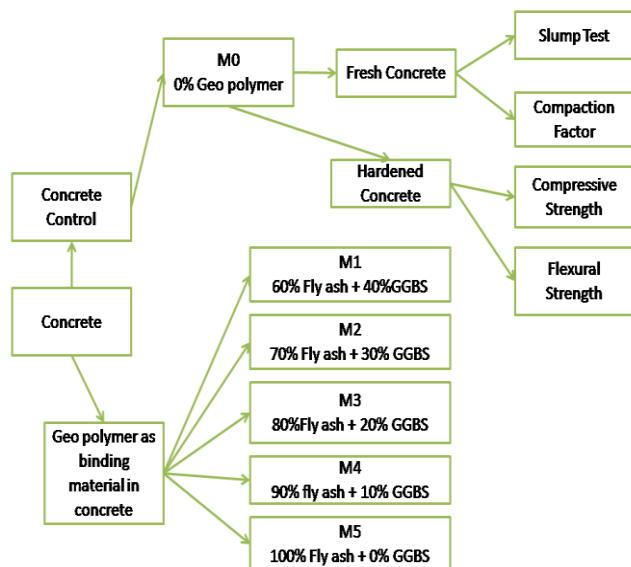 M0
0% Geo polymer
Fresh Concrete
Slump Test
Compaction
Factor
Hardened
Concrete
Compressive
Strength
Flexural
Strength
Concrete
Control
Concrete
Geo polymer as
binding
material in
concrete
M1
60% Fly ash + 40%GGBS
M2
70% Fly ash + 30% GGBS
M3
80%Fly ash + 20% GGBS
M4
90% fly ash + 10% GGBS
M5
100% Fly ash + 0% GGBS